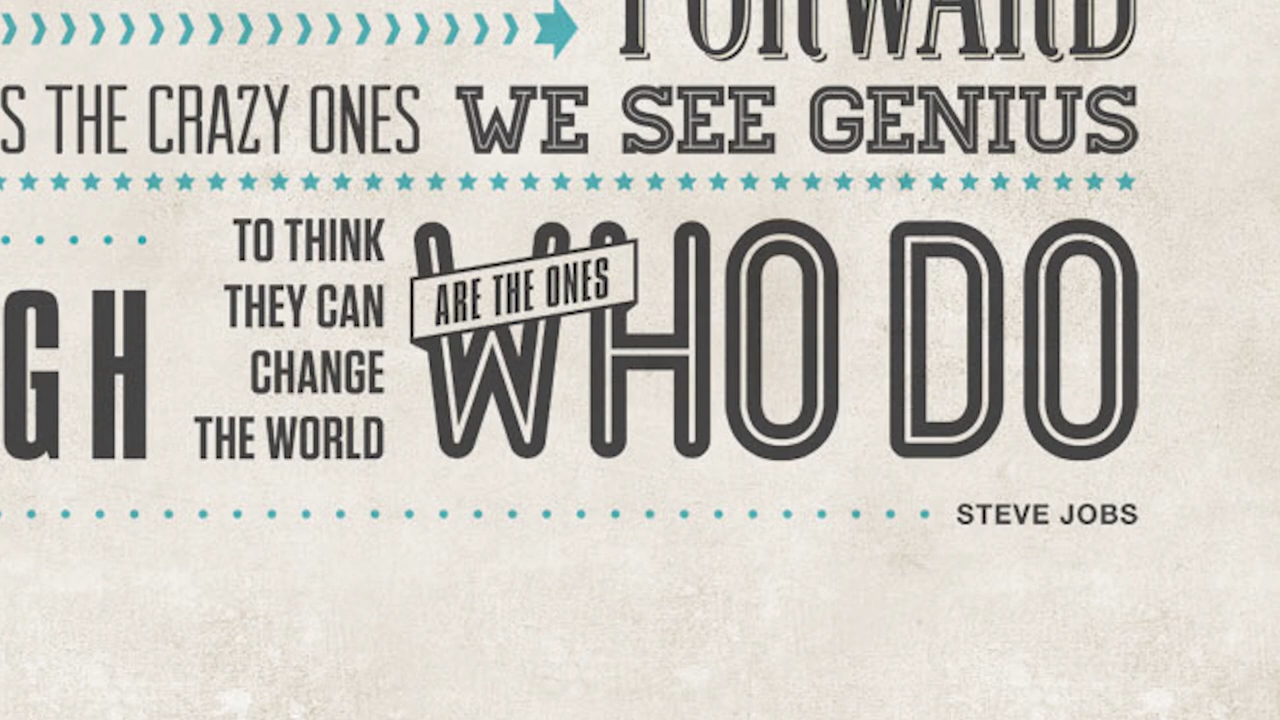 FORWARD
S THE CRAZY ONES WE SEE GENIUS
GH
TO THINK
THEY CAN
CHANGE
THE WORLD
ARE THE ONES
WHO DO
STEVE JOBS